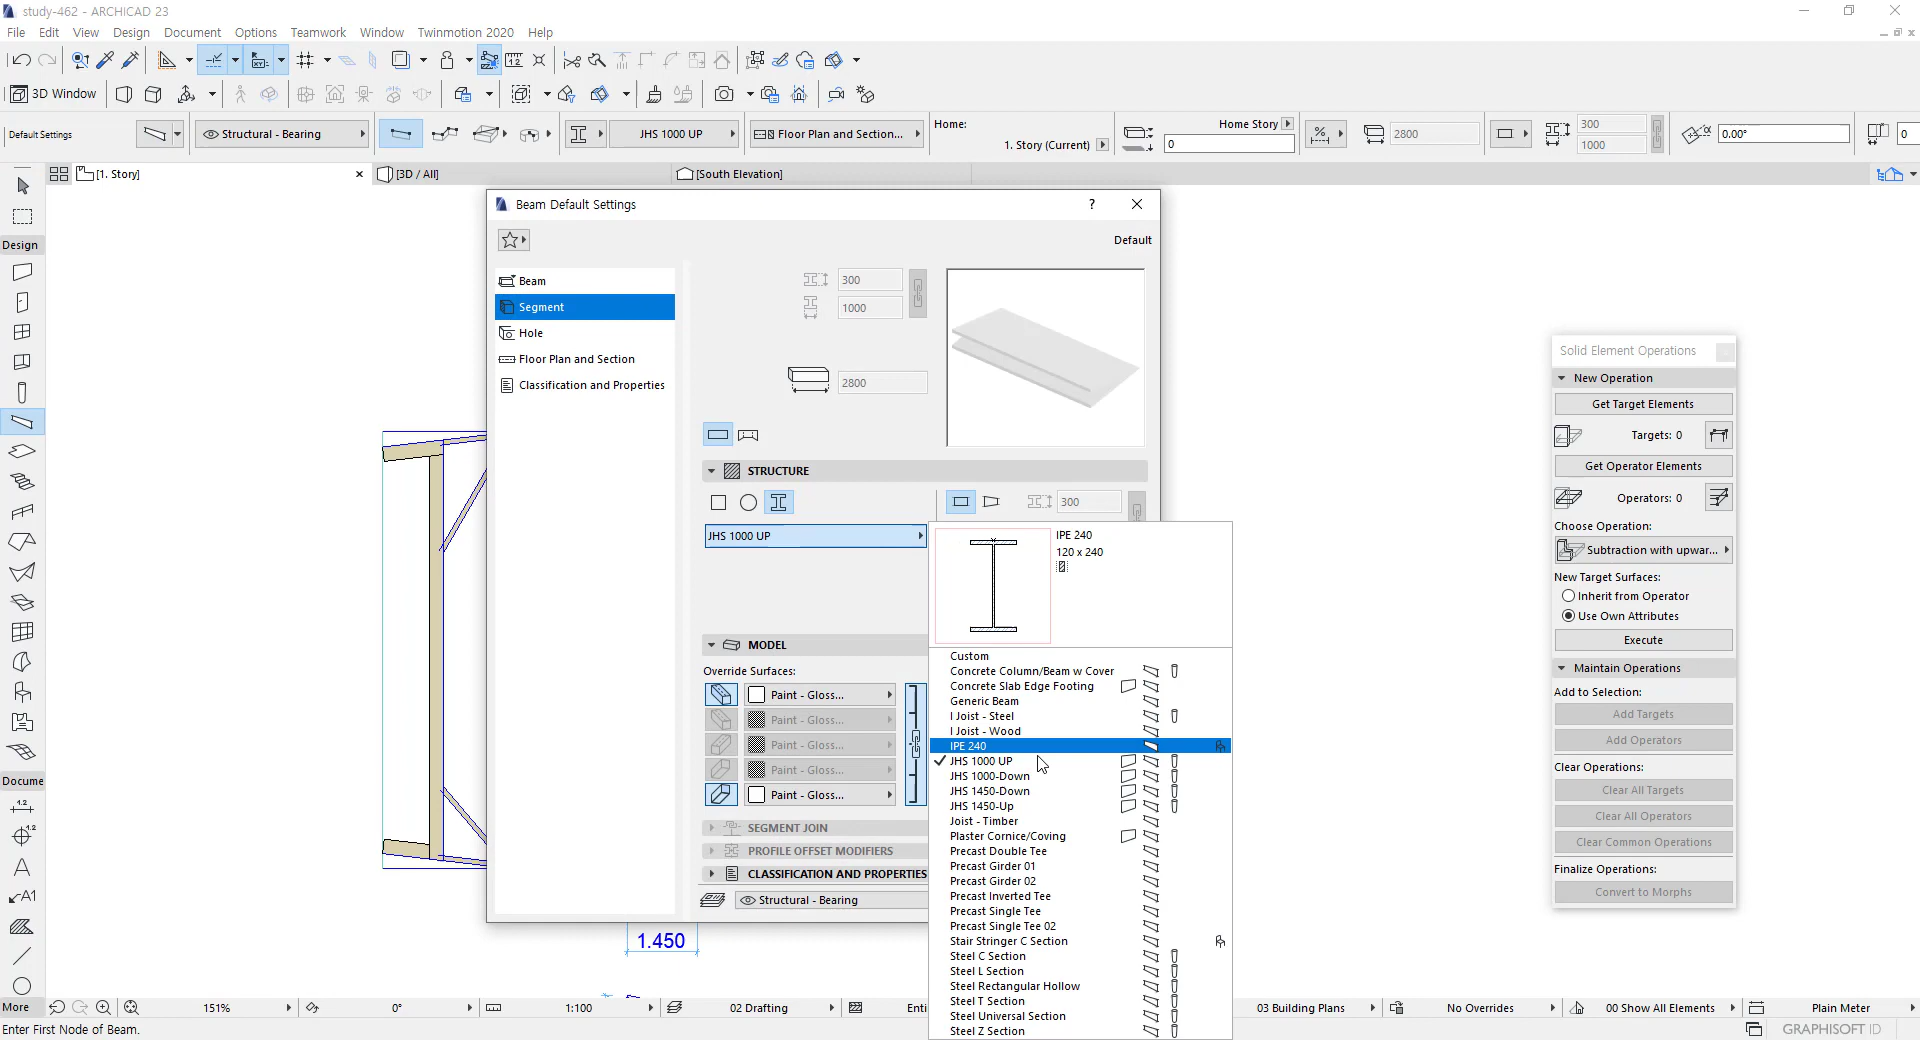 study-462 - ARCHICAD 23
File Edit View Design Document Options Teamwork Window Twinmotion 2020 Help
3D Window
Default Settings
Structural - Bearing
JHS 1000 UP
Floor Plan and Section...
Home:
Home Story
1. Story (Current)
0
2800
300
1000
0.00°
0
[1. Story]
[3D / All]
[South Elevation]
Design
Docume
More
Beam Default Settings
?
Default
Beam
Segment
Hole
Floor Plan and Section
Classification and Properties
300
1000
2800
STRUCTURE
300
JHS 1000 UP
MODEL
Override Surfaces:
Paint - Gloss...
Paint - Gloss...
Paint - Gloss...
Paint - Gloss...
Paint - Gloss...
SEGMENT JOIN
PROFILE OFFSET MODIFIERS
CLASSIFICATION AND PROPERTIES
Structural - Bearing
IPE 240
120 x 240
Custom
Concrete Column/Beam w Cover
Concrete Slab Edge Footing
Generic Beam
I Joist - Steel
I Joist - Wood
IPE 240
JHS 1000 UP
JHS 1000-Down
JHS 1450-Down
JHS 1450-Up
Joist - Timber
Plaster Cornice/Coving
Precast Double Tee
Precast Girder 01
Precast Girder 02
Precast Inverted Tee
Precast Single Tee
Precast Single Tee 02
Stair Stringer C Section
Steel C Section
Steel L Section
Steel Rectangular Hollow
Steel T Section
Steel Universal Section
Steel Z Section
Solid Element Operations
New Operation
Get Target Elements
Targets: 0
Get Operator Elements
Operators: 0
Choose Operation:
Subtraction with upwar...
New Target Surfaces:
Inherit from Operator
Use Own Attributes
Execute
Maintain Operations
Add to Selection:
Add Targets
Add Operators
Clear Operations:
Clear All Targets
Clear All Operators
Clear Common Operations
Finalize Operations:
Convert to Morphs
1.450
151%
0°
1:100
02 Drafting
Enti
03 Building Plans
No Overrides
00 Show All Elements
Plain Meter
Enter First Node of Beam.
GRAPHISOFT ID